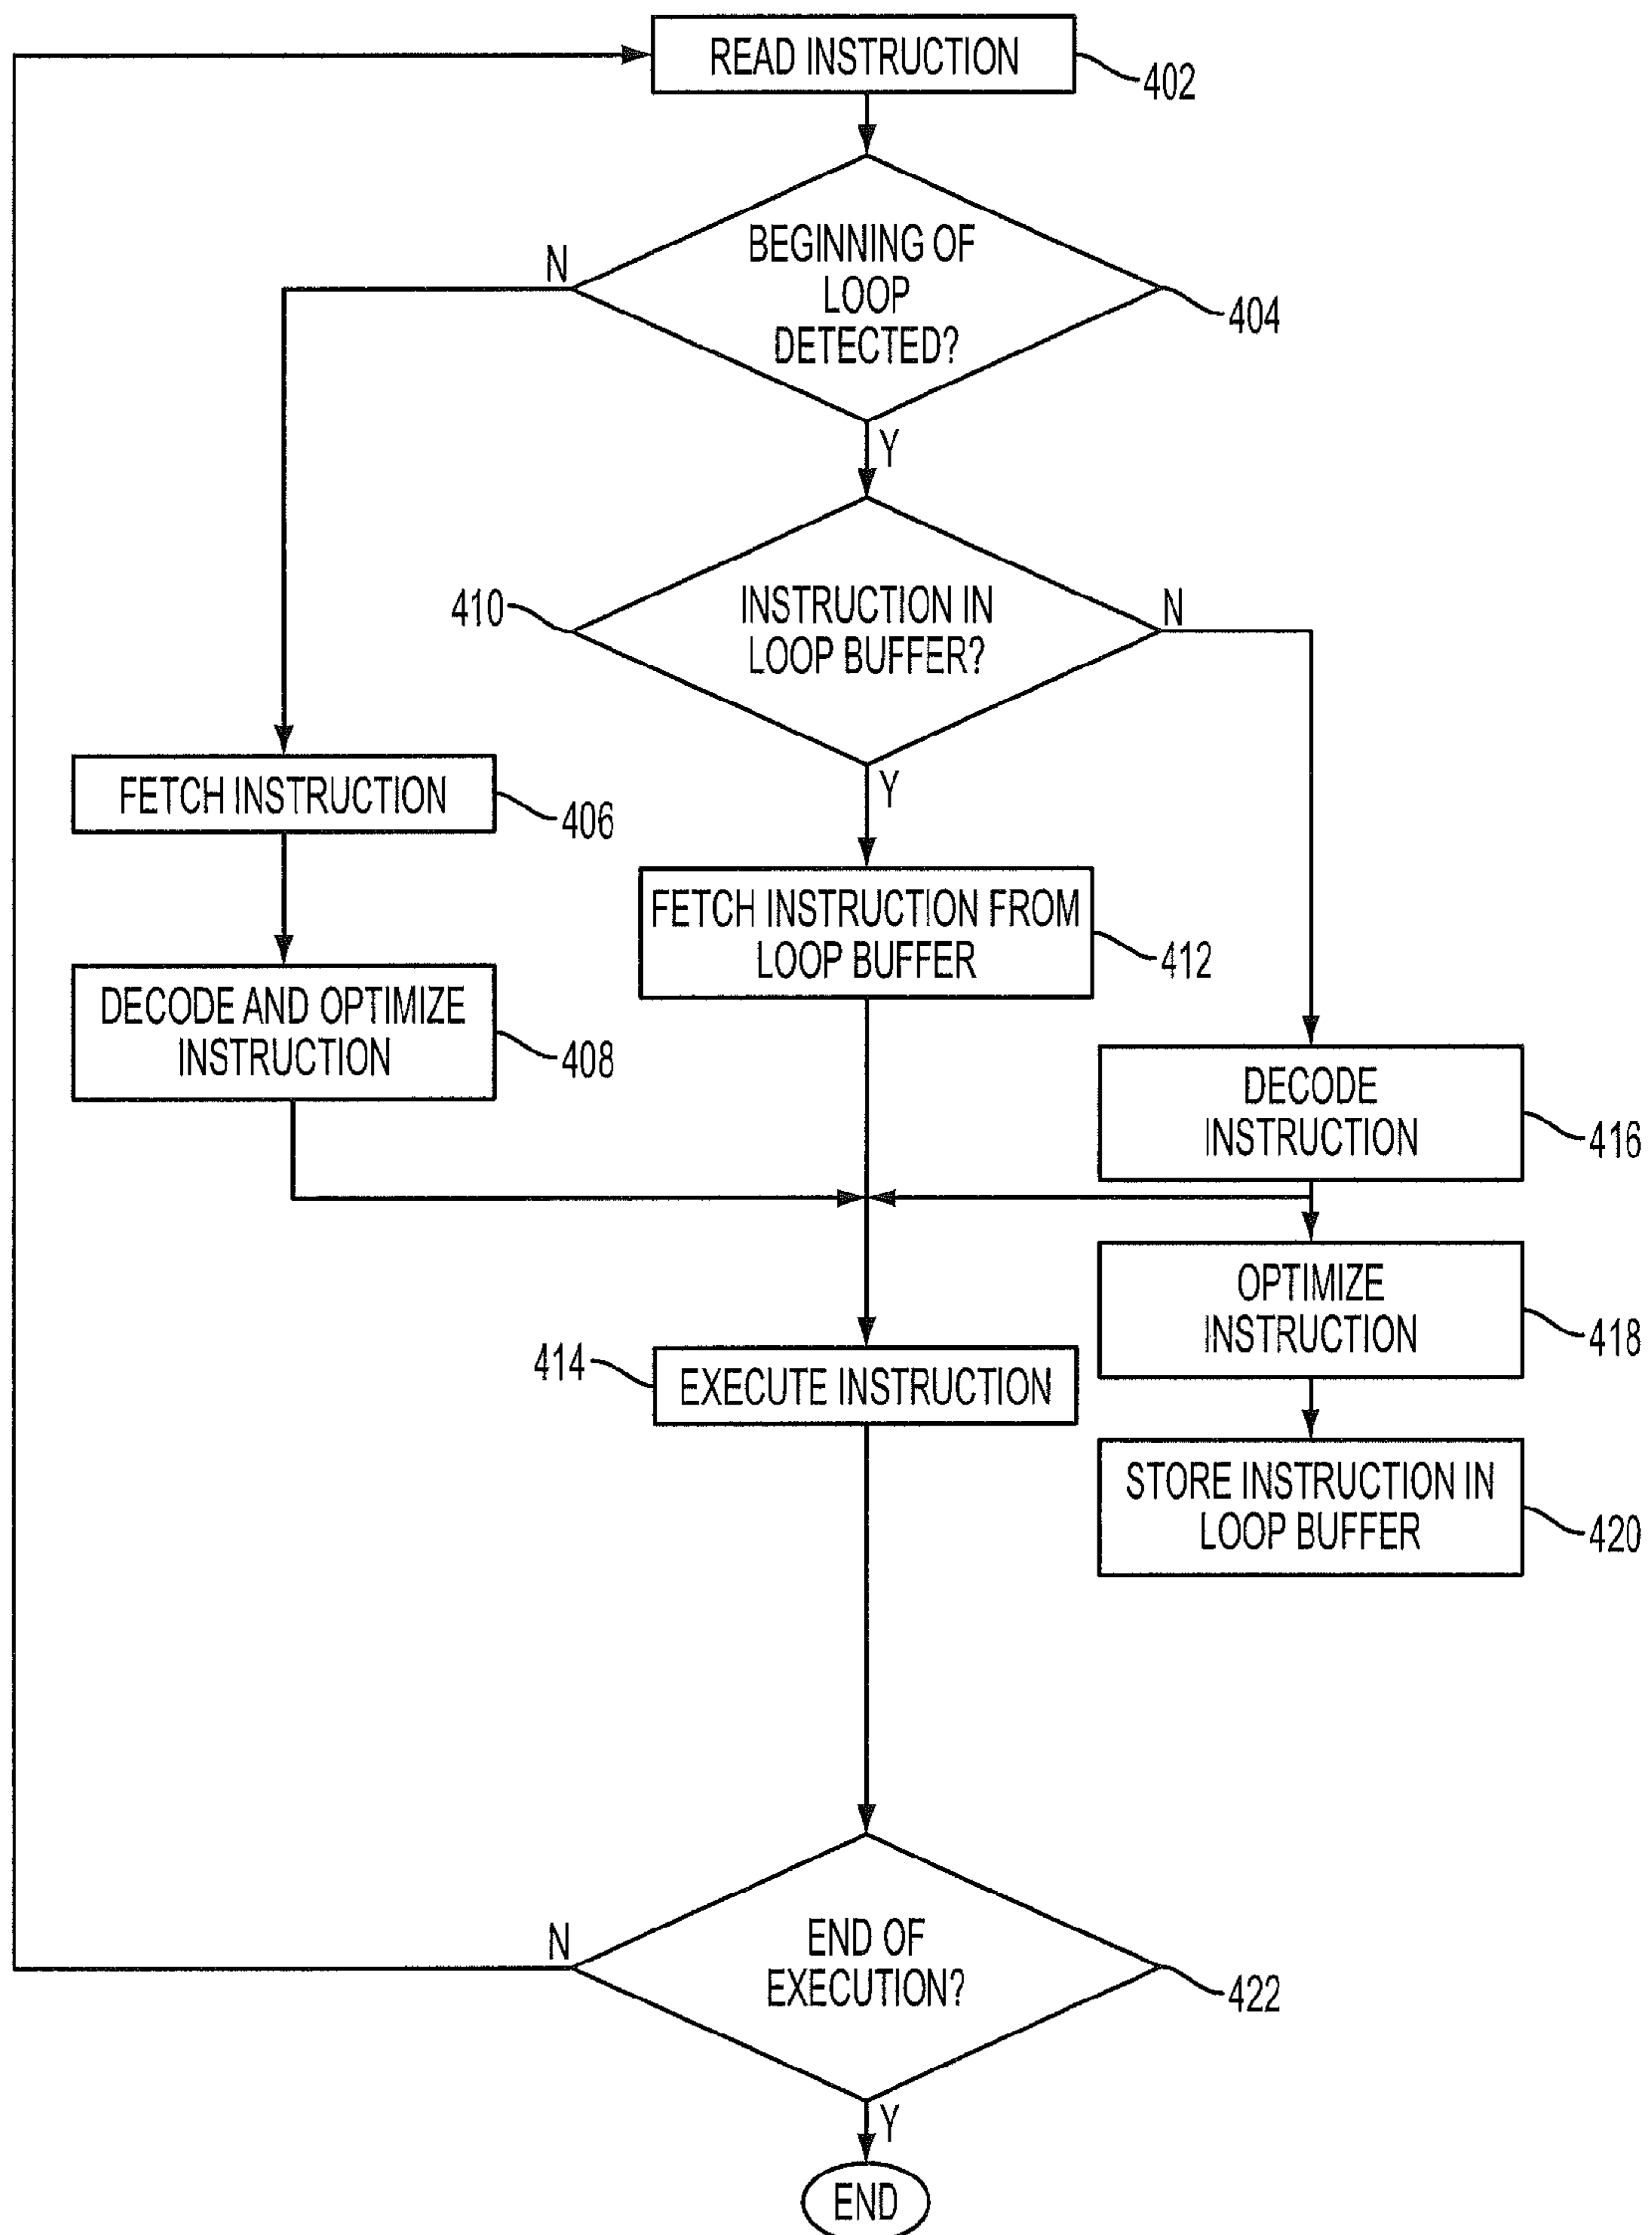 READ INSTRUCTION
402
BEGINNING OF
LOOP
DETECTED?
404
N
Y
410
INSTRUCTION IN
LOOP BUFFER?
N
Y
FETCH INSTRUCTION
406
FETCH INSTRUCTION FROM
LOOP BUFFER
412
DECODE AND OPTIMIZE
INSTRUCTION
408
DECODE
INSTRUCTION
416
OPTIMIZE
INSTRUCTION
418
414
EXECUTE INSTRUCTION
STORE INSTRUCTION IN
LOOP BUFFER
420
N
END OF
EXECUTION?
422
Y
END